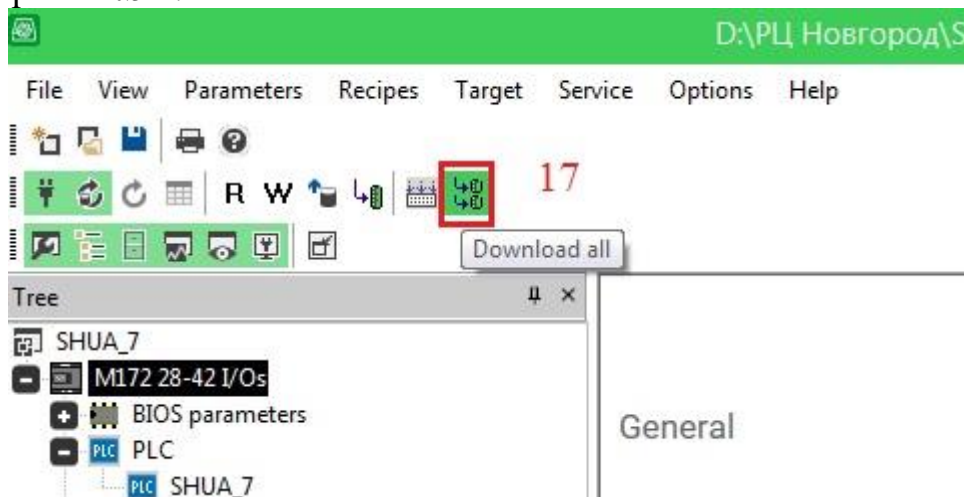 D:\РЦ Новгород\S
File View Parameters Recipes Target Service Options Help
R W 17
Download all
Tree
SHUA_7
M172 28-42 I/Os
BIOS parameters
General
PLC PLC
PLC SHUA_7